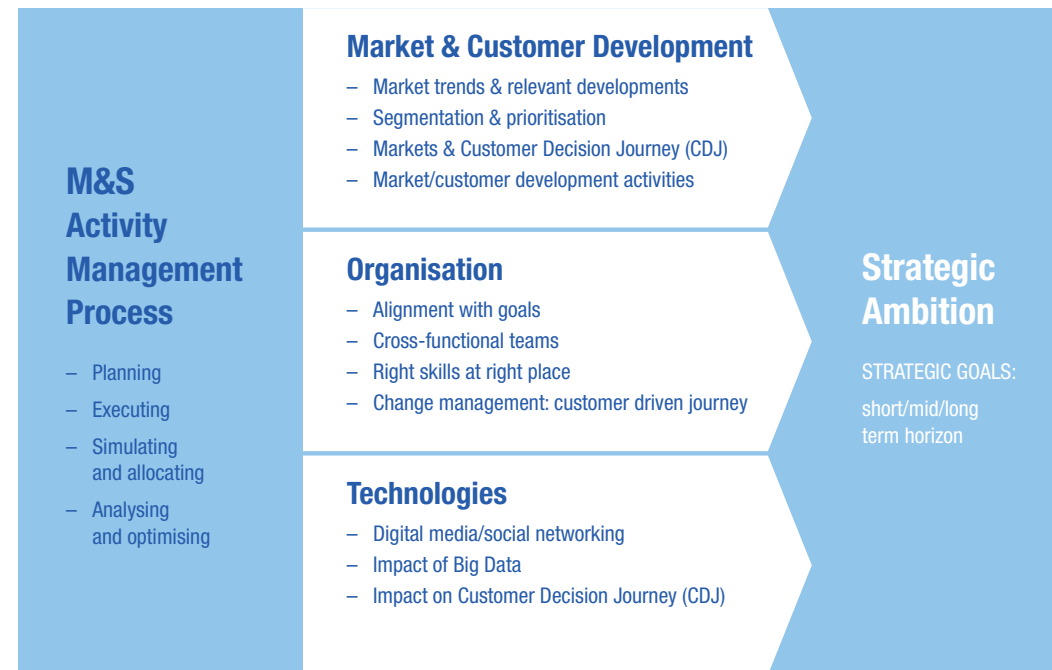 M&S
Activity
Management
Process
– Planning
– Executing
– Simulating
and allocating
– Analysing
and optimising
Market & Customer Development
– Market trends & relevant developments
– Segmentation & prioritisation
– Markets & Customer Decision Journey (CDJ)
– Market/customer development activities
Organisation
– Alignment with goals
– Cross-functional teams
– Right skills at right place
– Change management: customer driven journey
Technologies
– Digital media/social networking
– Impact of Big Data
– Impact on Customer Decision Journey (CDJ)
Strategic
Ambition
STRATEGIC GOALS:
short/mid/long
term horizon